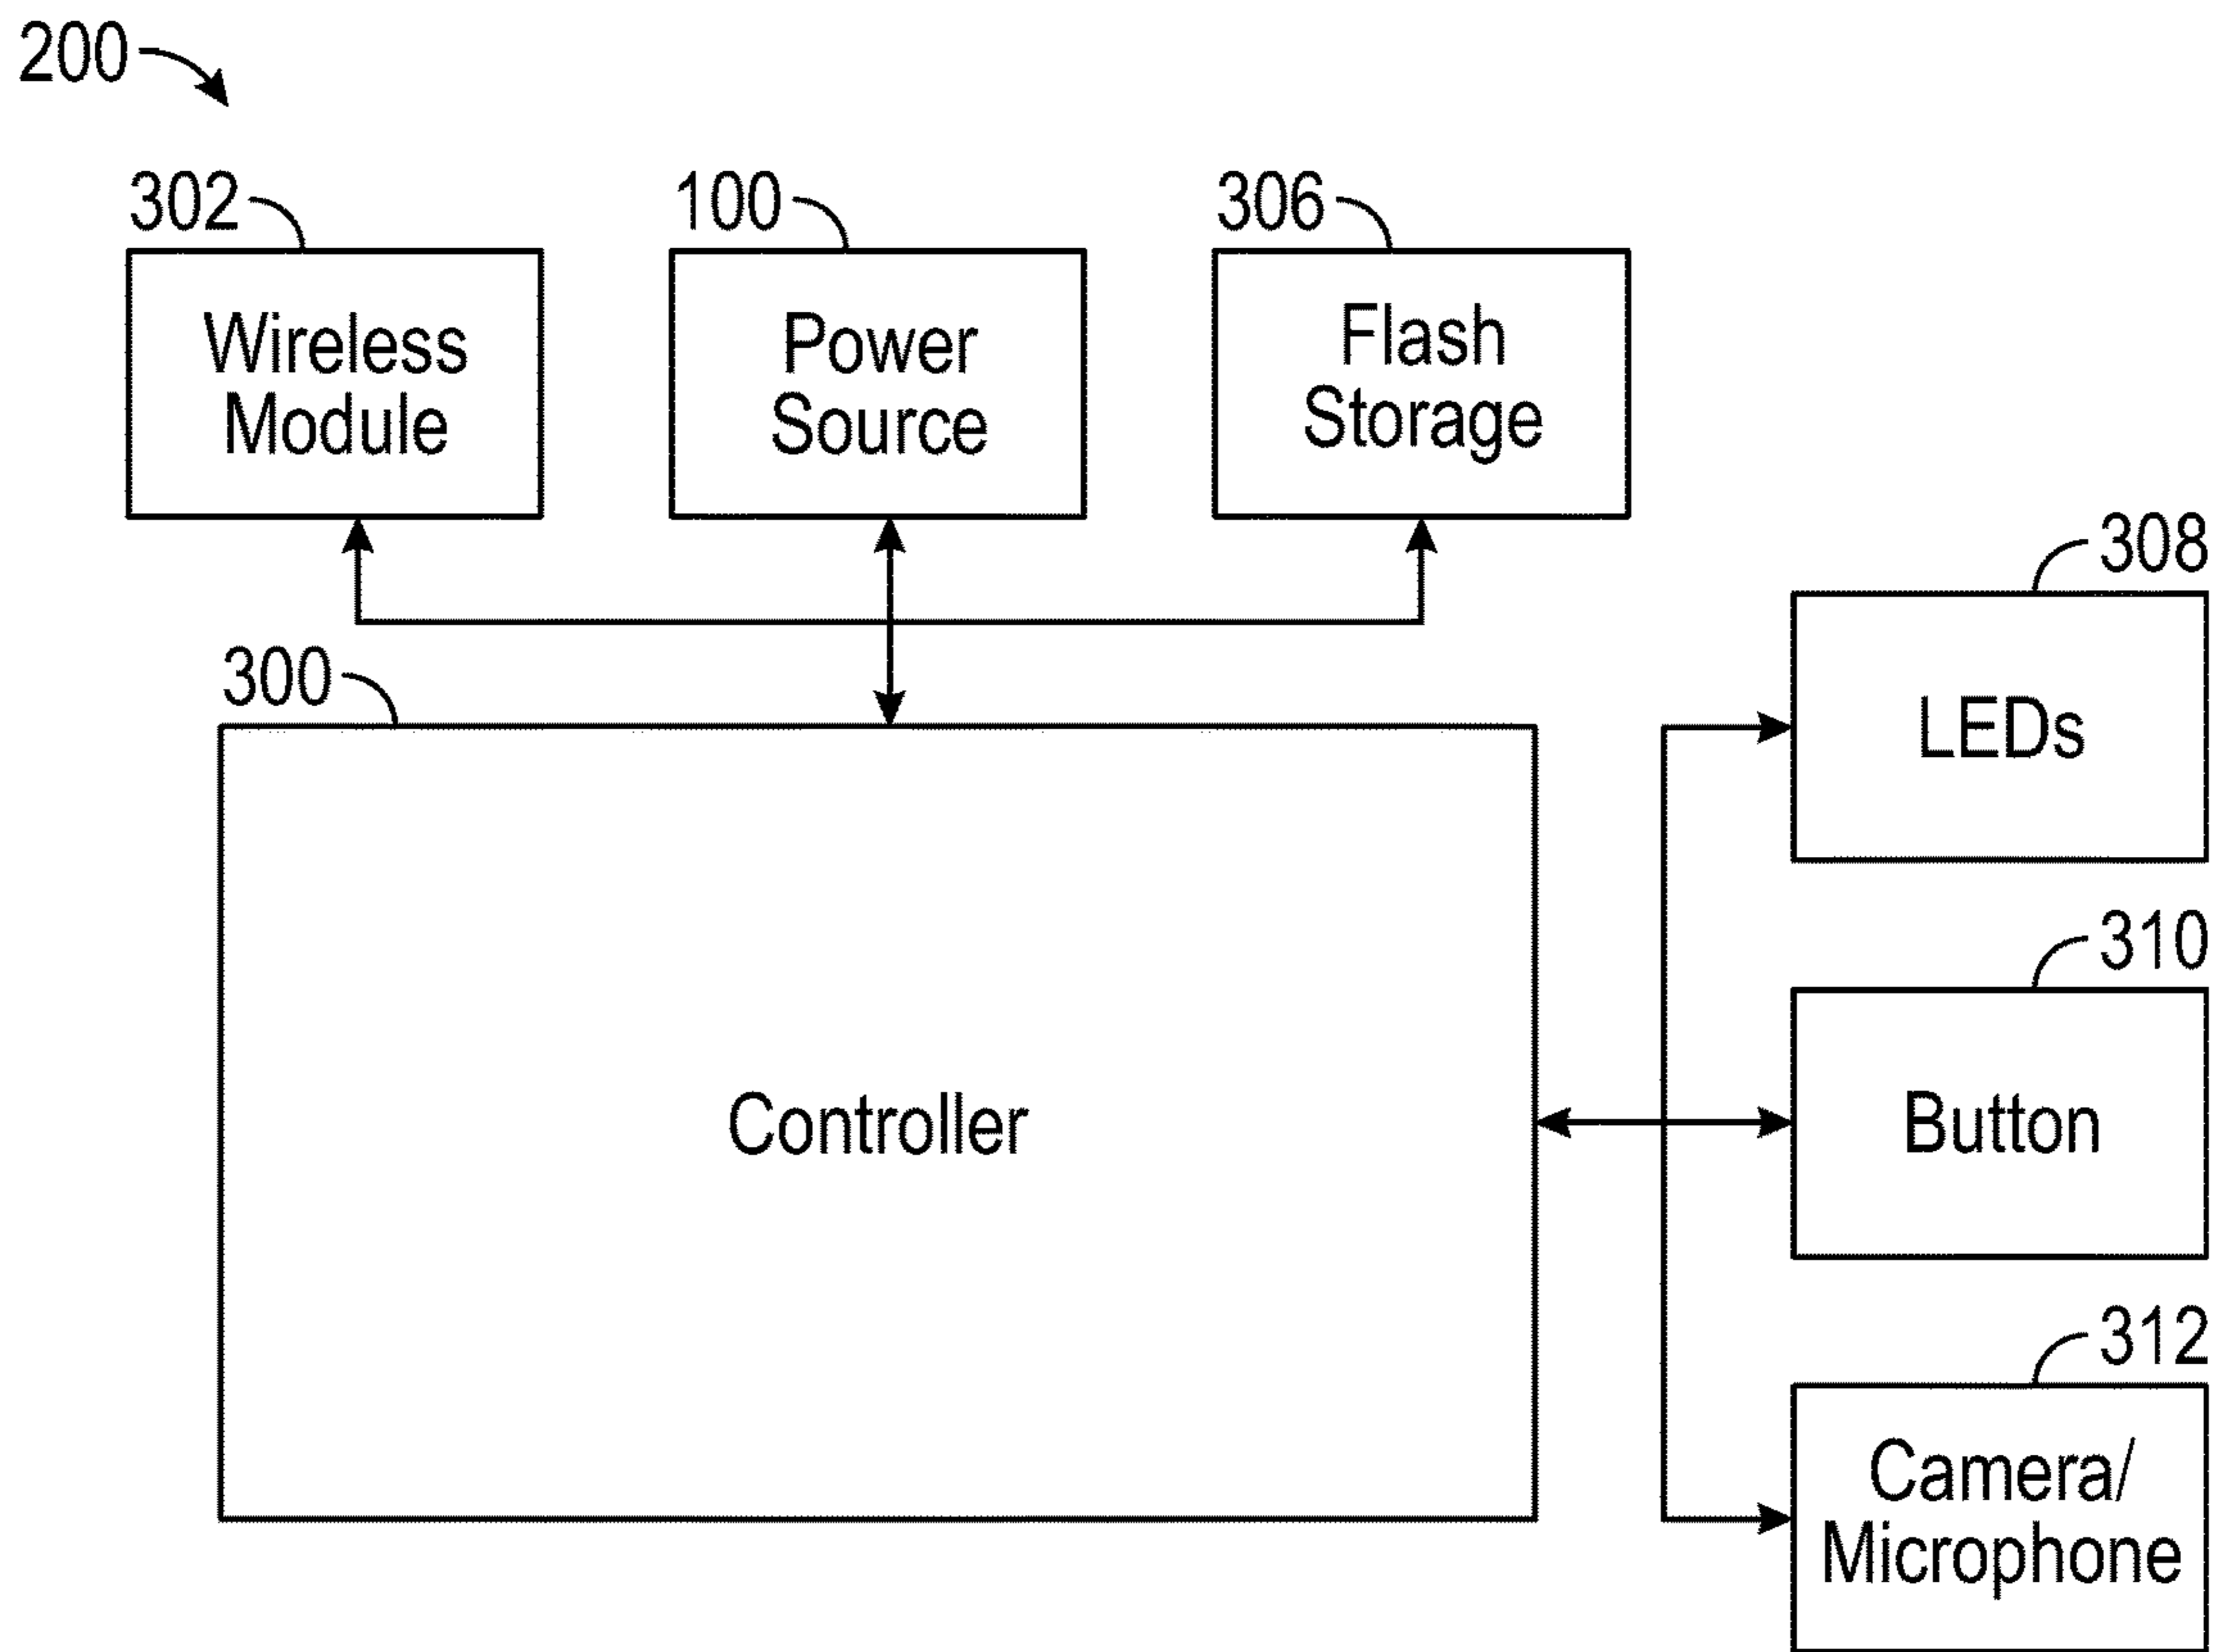 200
302
100
306
Wireless
Module
Power
Source
Flash
Storage
308
LEDs
300
Controller
310
Button
312
Camera/
Microphone